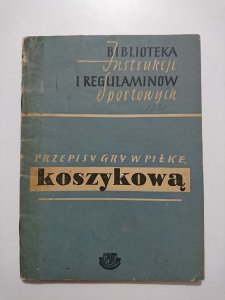 BIBLIOTEKA
Instrukcji
I REGULAMINÓW
Sportowych
PRZEPISY GRY W PIŁKĘ
koszykową